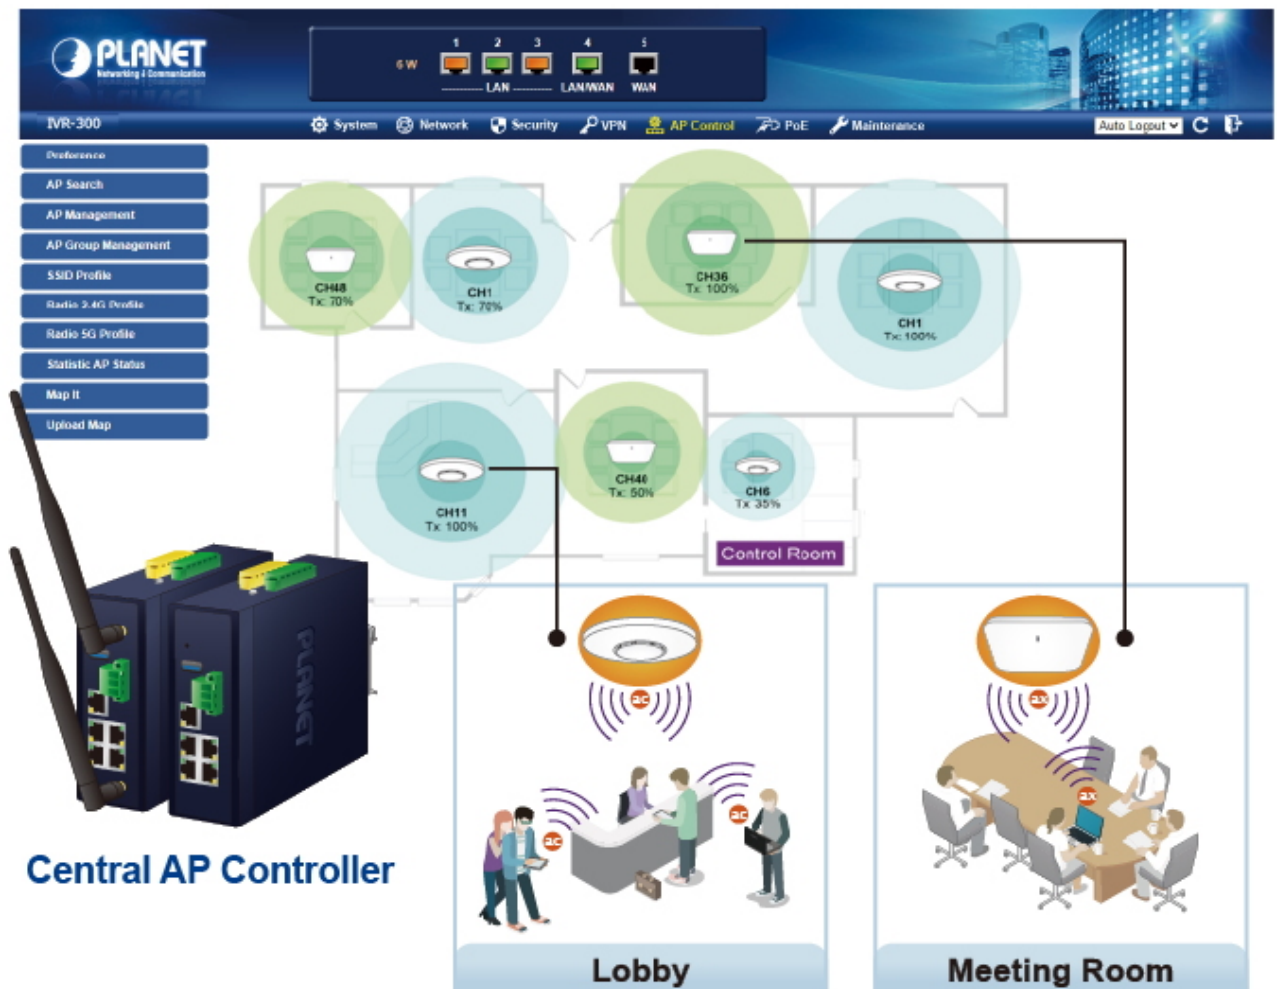 PLANET
Networking & Communication
1 2 3 4 5
6 W
LAN LAN/WAN WAN
IVR-300
System Network Security VPN AP Control PoE Maintenance
Auto Logout
Preference
AP Search
AP Management
AP Group Management
SSID Profile
Radio 2.4G Profile
Radio 5G Profile
Statistic AP Status
Map It
Upload Map
CH48
Tx: 70%
CH1
Tx: 70%
CH36
Tx: 100%
CH1
Tx: 100%
CH11
Tx: 100%
CH40
Tx: 50%
CH6
Tx: 35%
Control Room
PLANET
Central AP Controller
ac
ac
ac
Lobby
ax
ax
Meeting Room